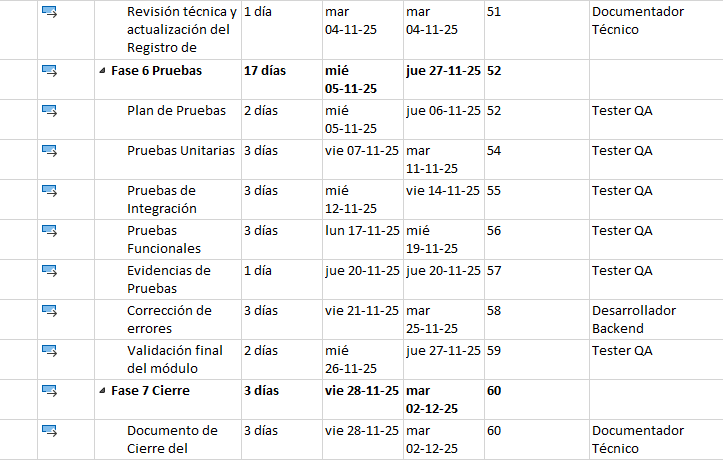 Revisión técnica y 1 día mar mar 51 Documentador
actualización del 04-11-25 04-11-25 Técnico
Registro de
Fase 6 Pruebas 17 días mié jue 27-11-25 52
05-11-25
Plan de Pruebas 2 días mié jue 06-11-25 52 Tester QA
05-11-25
Pruebas Unitarias 3 días vie 07-11-25 mar 54 Tester QA
11-11-25
Pruebas de 3 días mié vie 14-11-25 55 Tester QA
Integración 12-11-25
Pruebas 3 días lun 17-11-25 mié 56 Tester QA
Funcionales 19-11-25
Evidencias de 1 día jue 20-11-25 jue 20-11-25 57 Tester QA
Pruebas
Corrección de 3 días vie 21-11-25 mar 58 Desarrollador
errores 25-11-25 Backend
Validación final 2 días mié jue 27-11-25 59 Tester QA
del módulo 26-11-25
Fase 7 Cierre 3 días vie 28-11-25 mar 60
02-12-25
Documento de 3 días vie 28-11-25 mar 60 Documentador
Cierre del 02-12-25 Técnico